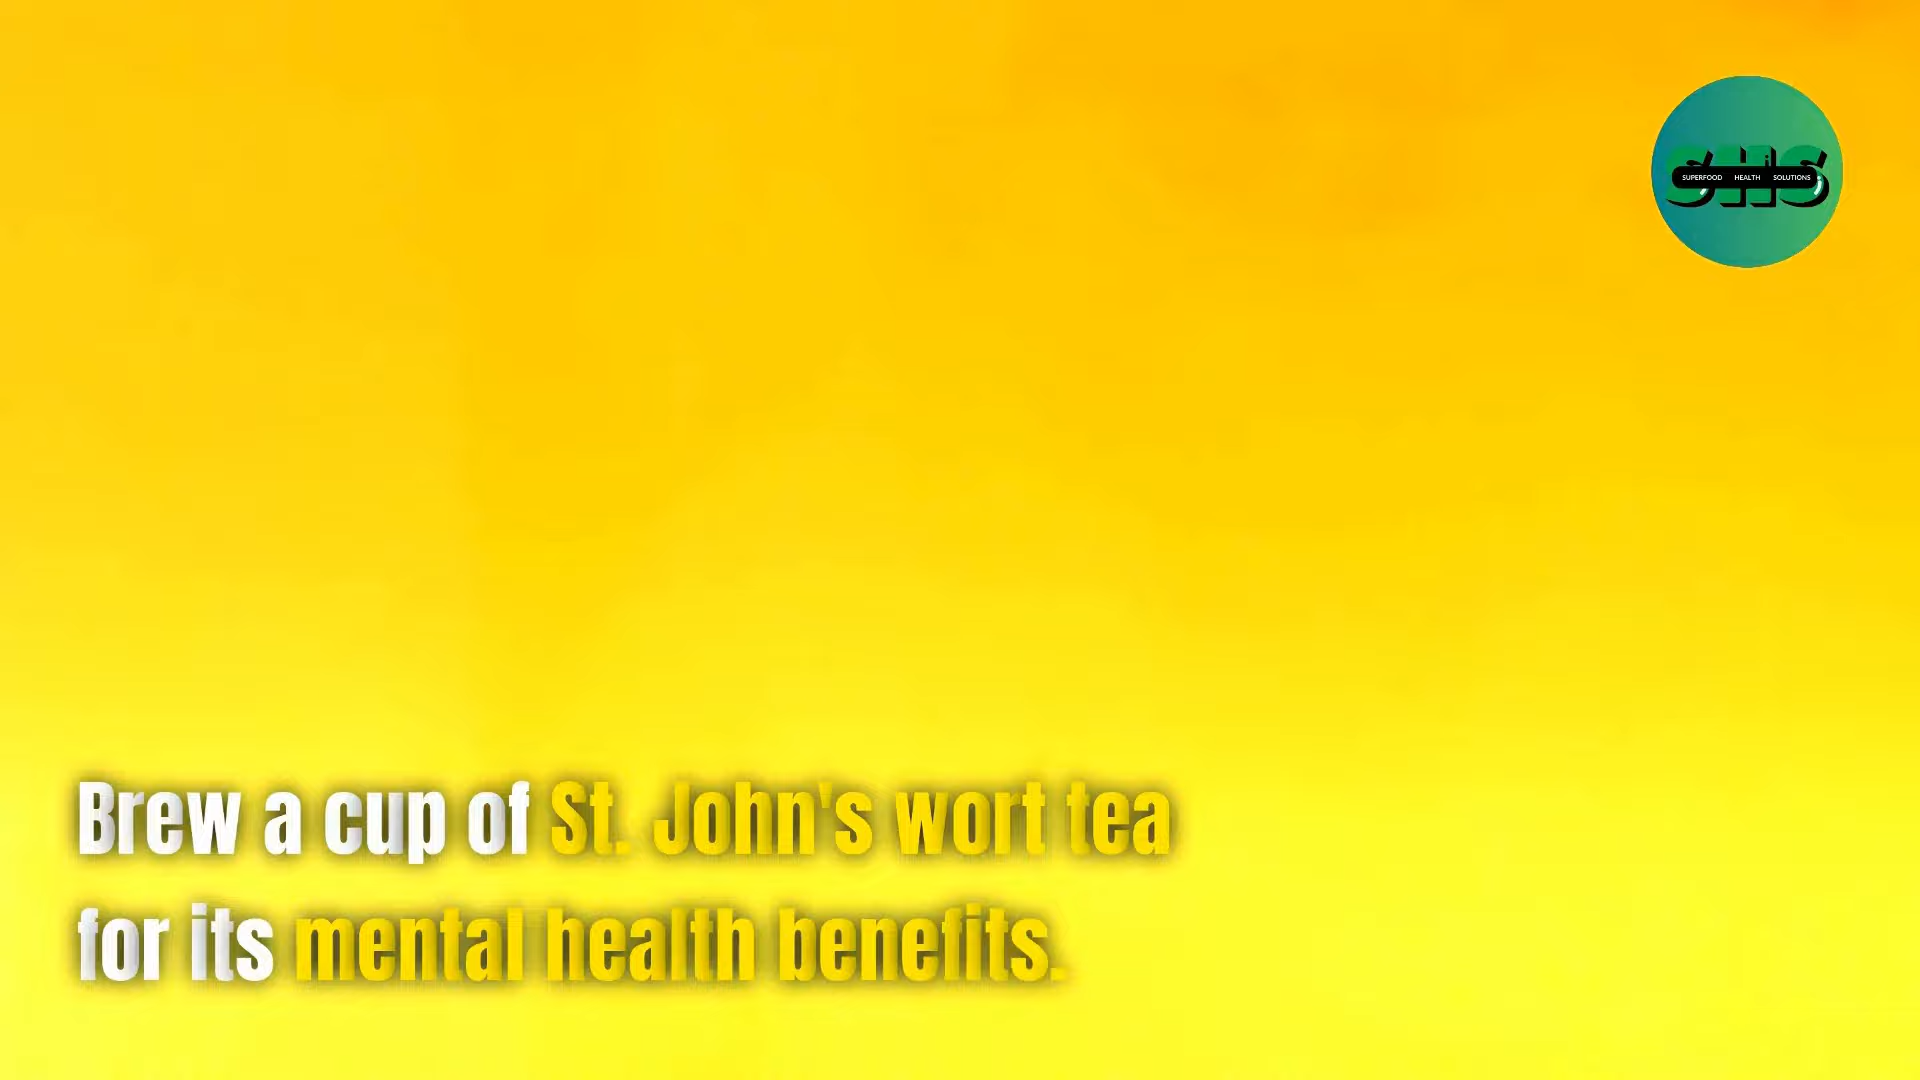 SHS
SUPERFOOD HEALTH SOLUTIONS
Brew a cup of St. John's wort tea
for its mental health benefits.